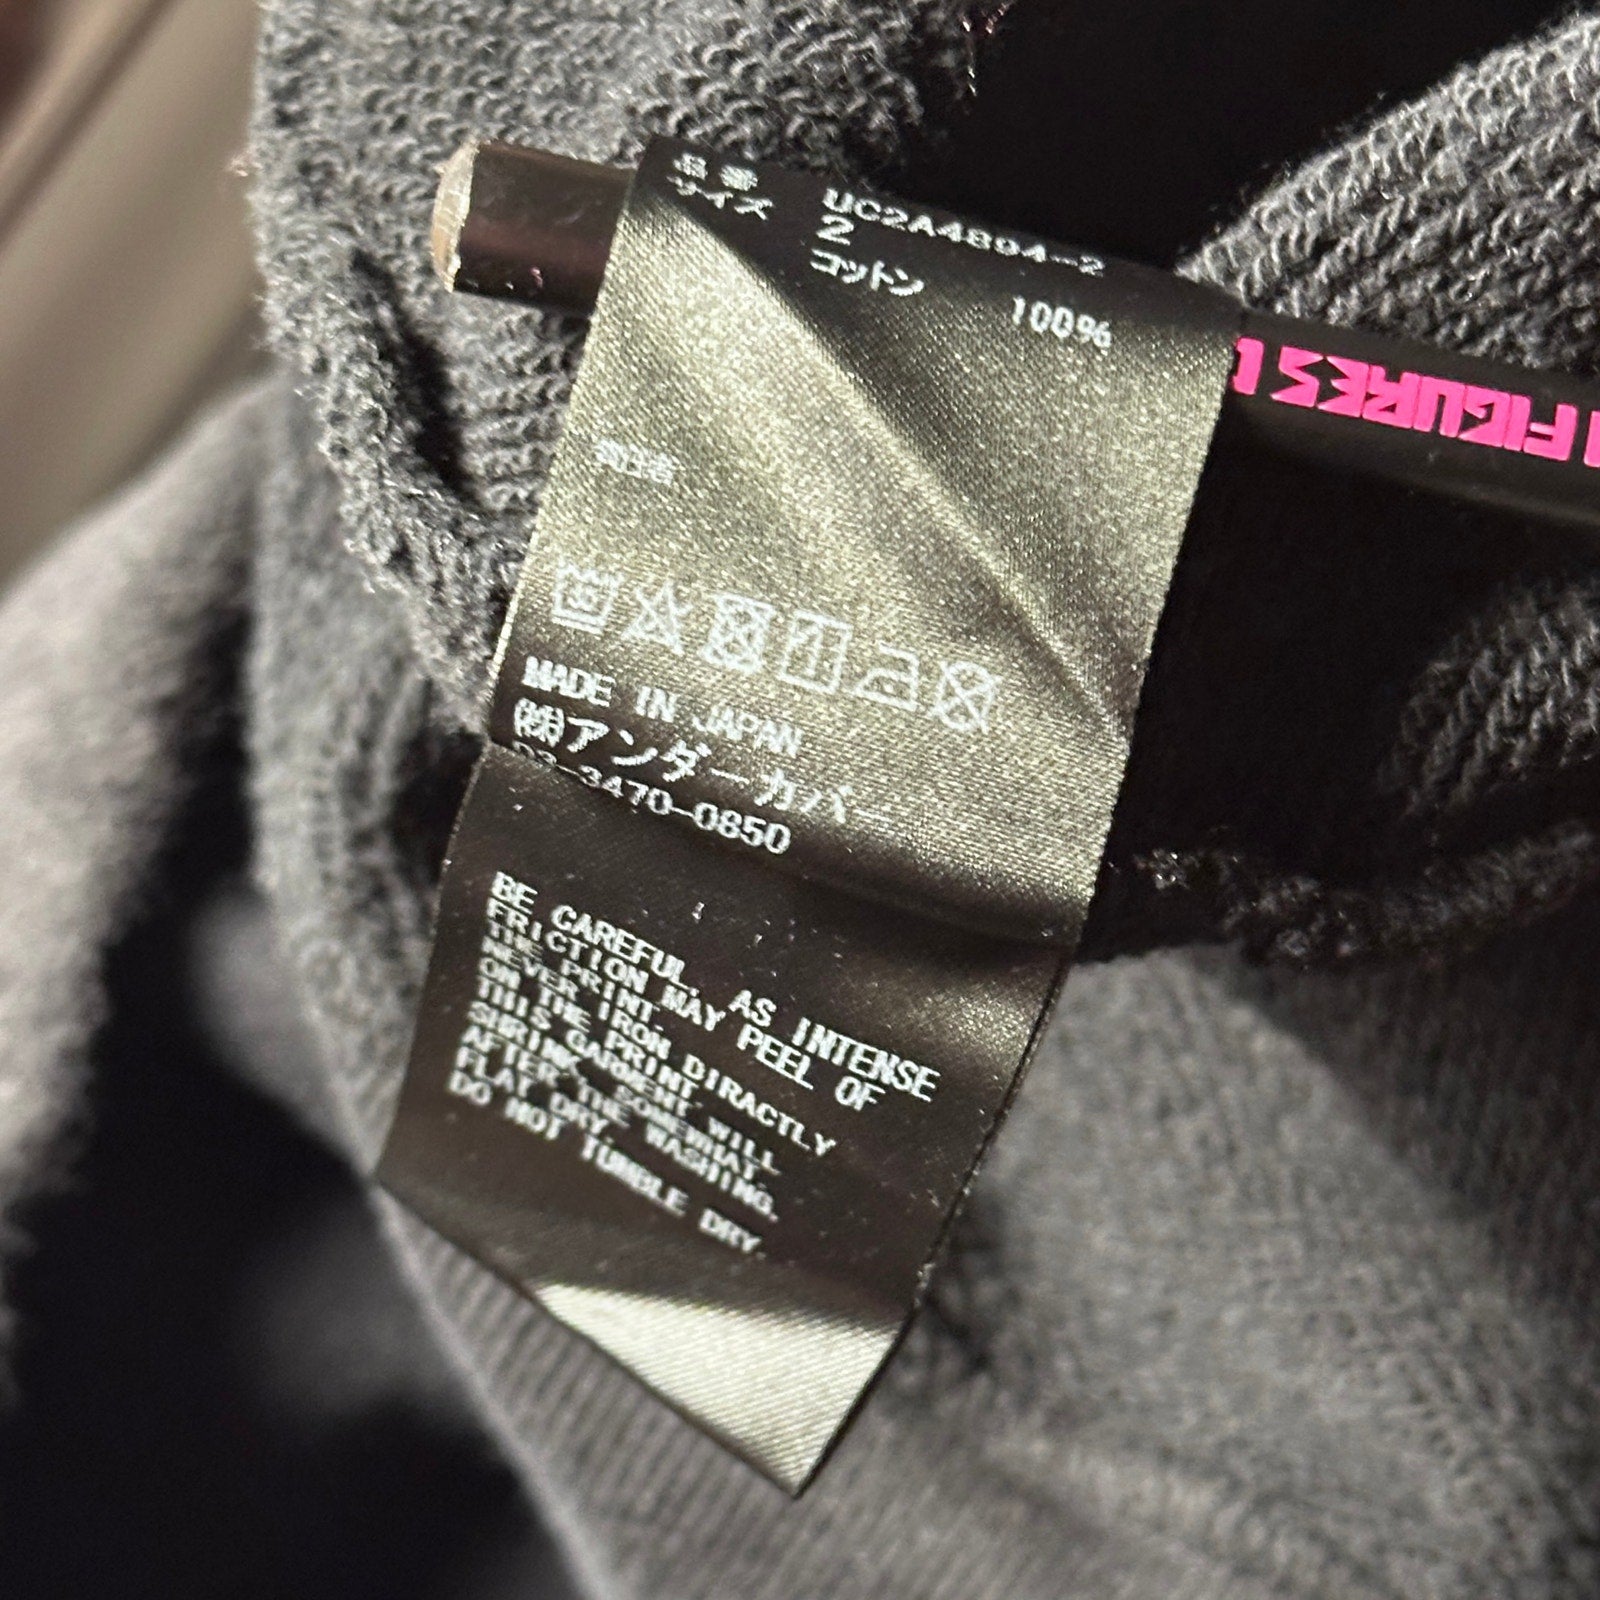 品番 UC2A4894-2
サイズ 2
コットン 100%
FIGURES
MADE IN JAPAN
(株)アンダーカバー
03-3470-0850
BE CAREFUL, AS INTENSE
FRICTION MAY PEEL OF
THE PRINT.
NEVER IRON DIRACTLY
ON THE PRINT.
THIS GARMENT WILL
SHRINK SOMEWHAT
AFTER THE WASHING.
FLAT DRY.
DO NOT TUMBLE DRY.